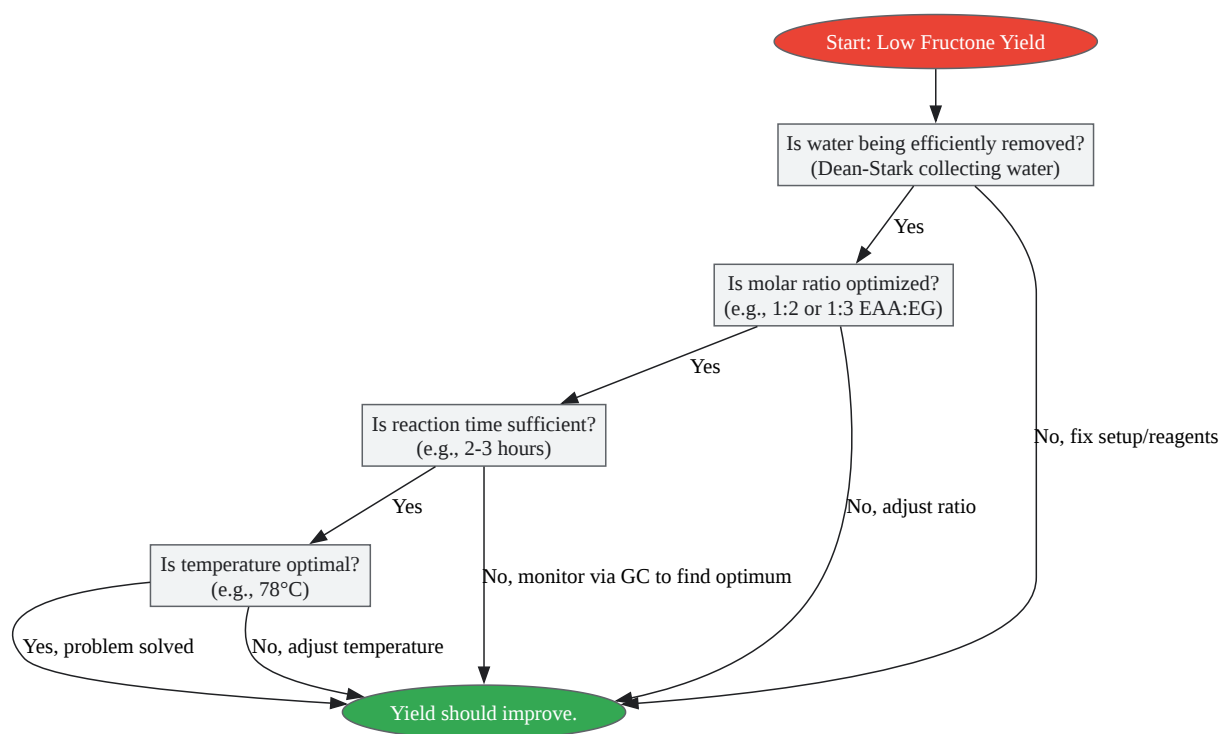 Start: Low Fructone Yield
Is water being efficiently removed?
(Dean-Stark collecting water)
Yes
Is molar ratio optimized?
(e.g., 1:2 or 1:3 EAA:EG)
Yes
Is reaction time sufficient?
(e.g., 2-3 hours)
No, fix setup/reagents
Yes
No, adjust ratio
Is temperature optimal?
(e.g., 78°C)
No, monitor via GC to find optimum
Yes, problem solved
No, adjust temperature
Yield should improve.